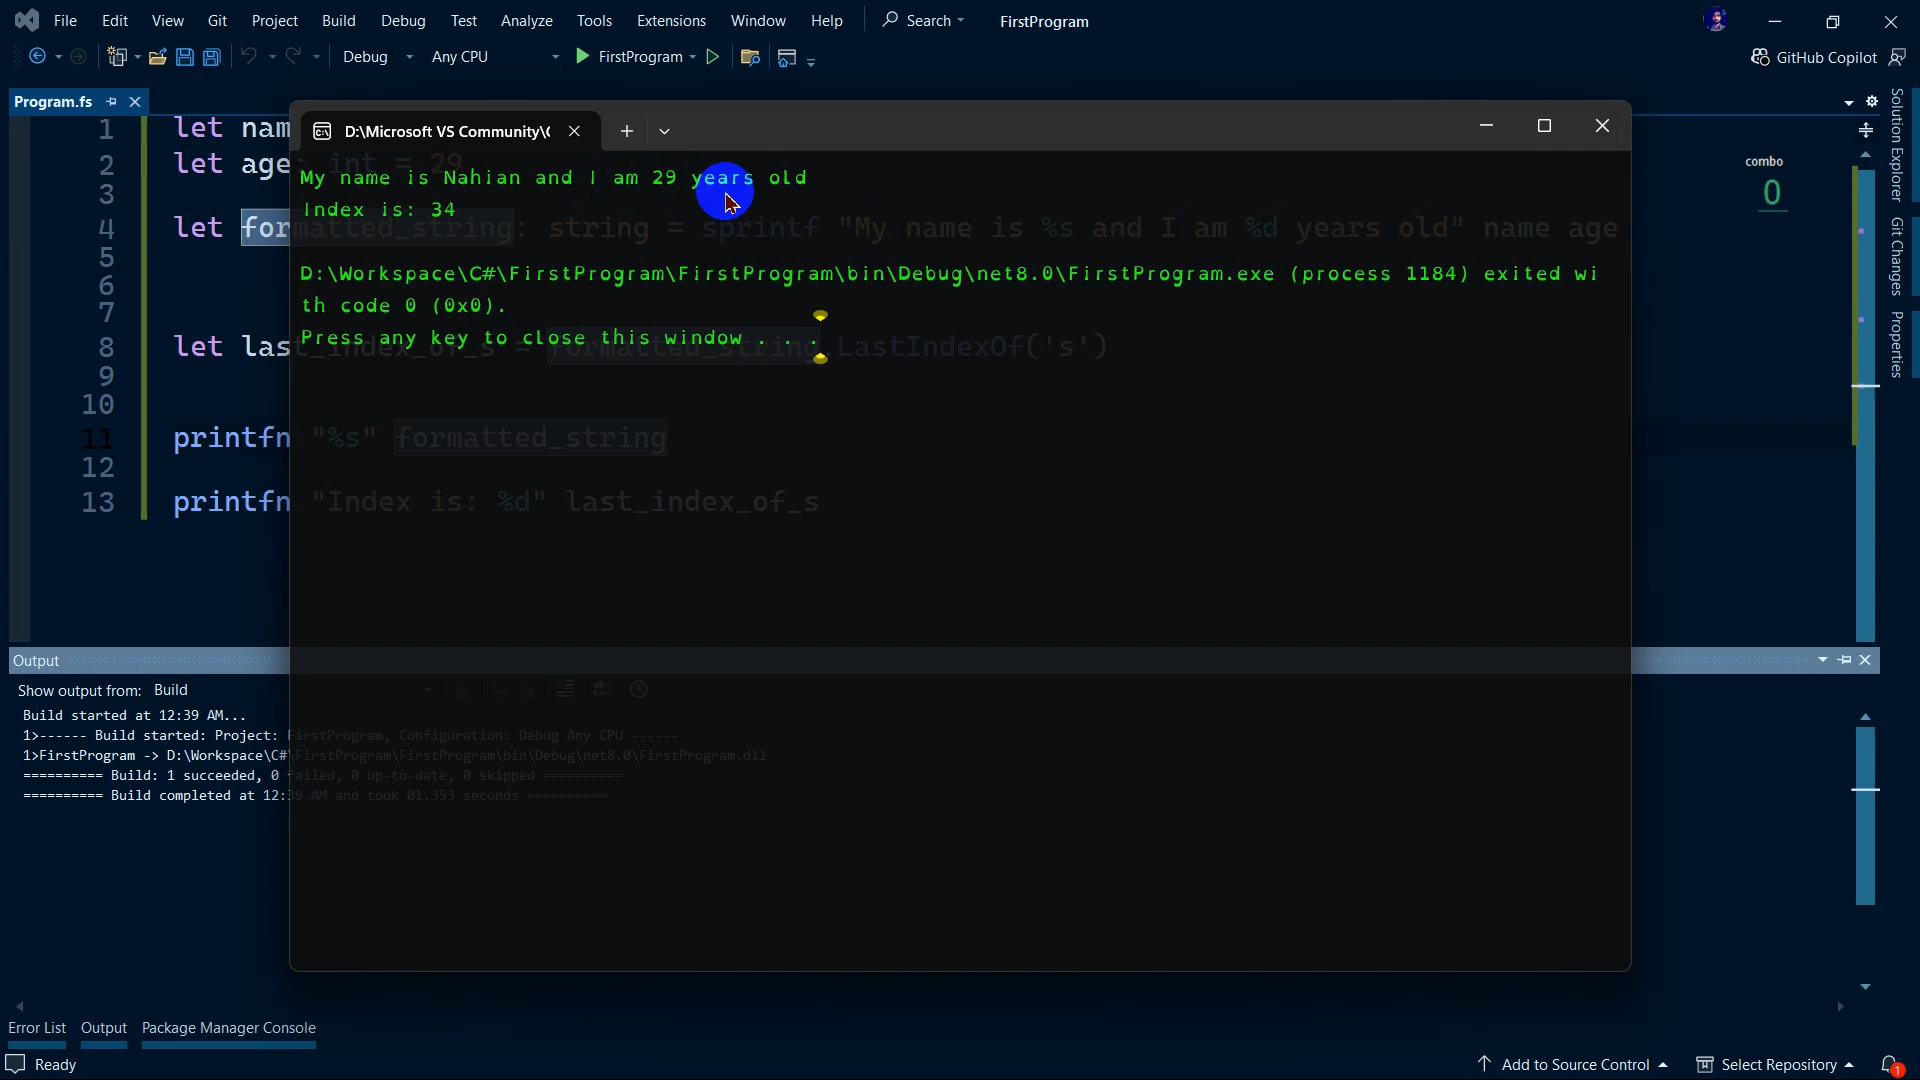 File Edit View Git Project Build Debug Test Analyze Tools Extensions Window Help Search FirstProgram
Debug Any CPU FirstProgram GitHub Copilot
Program.fs
D:\Microsoft VS Community\
combo
0
1 let nam
2 let age: int = 29
3
4 let formatted_string: string = sprintf "My name is %s and I am %d years old" name age
5
6
7
8 let last_index_of_s = formatted_string.LastIndexOf('s')
9
10
11 printfn "%s" formatted_string
12
13 printfn "Index is: %d" last_index_of_s
My name is Nahian and I am 29 years old
Index is: 34
D:\Workspace\C#\FirstProgram\FirstProgram\bin\Debug\net8.0\FirstProgram.exe (process 1184) exited wi
th code 0 (0x0).
Press any key to close this window . . .
Solution Explorer
Git Changes
Properties
Output
Show output from: Build
Build started at 12:39 AM...
1>------ Build started: Project: FirstProgram, Configuration: Debug Any CPU ------
1>FirstProgram -> D:\Workspace\C#\FirstProgram\FirstProgram\bin\Debug\net8.0\FirstProgram.dll
========== Build: 1 succeeded, 0 failed, 0 up-to-date, 0 skipped ==========
========== Build completed at 12:39 AM and took 01.353 seconds ==========
Error List Output Package Manager Console
Ready Add to Source Control Select Repository 1